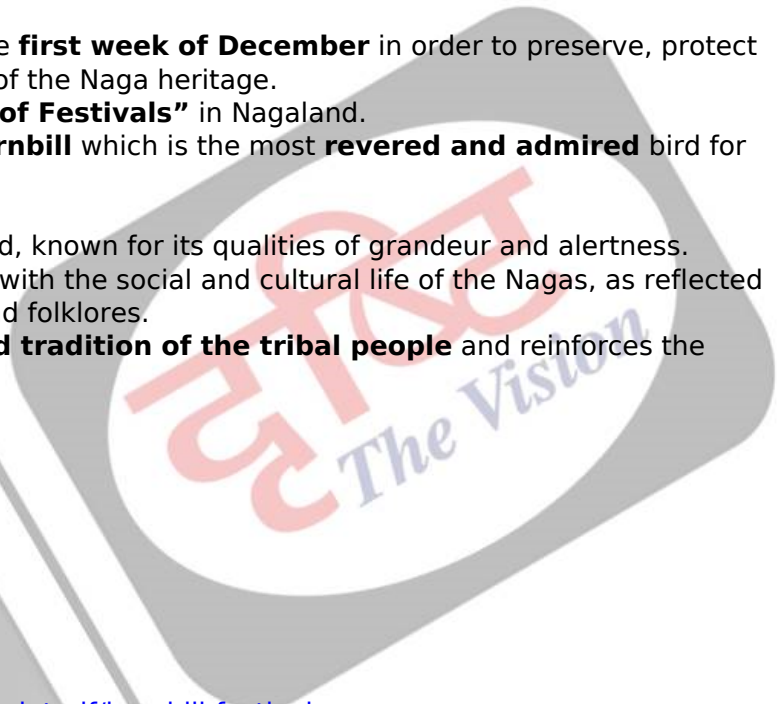 e first week of December in order to preserve, protect
of the Naga heritage.
of Festivals” in Nagaland.
rnbill which is the most revered and admired bird for
d, known for its qualities of grandeur and alertness.
with the social and cultural life of the Nagas, as reflected
d folklores.
d tradition of the tribal people and reinforces the
दृष्टि
The Vision